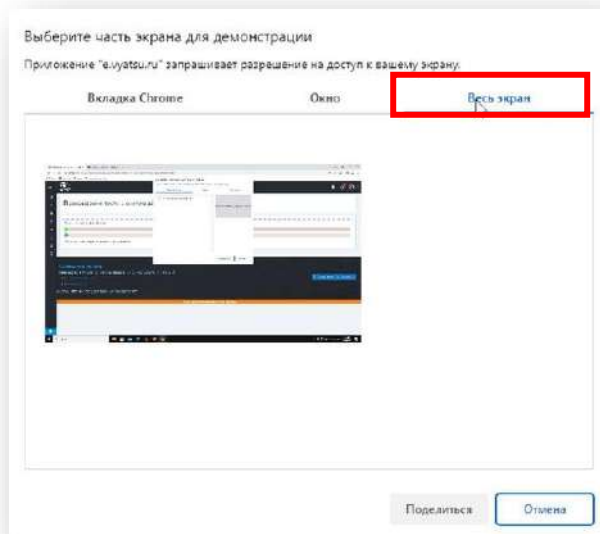 Выберите часть экрана для демонстрации
Приложение "e.vyatsu.ru" запрашивает разрешение на доступ к вашему экрану.
Вкладка Chrome
Окно
Весь экран
Поделиться
Отмена